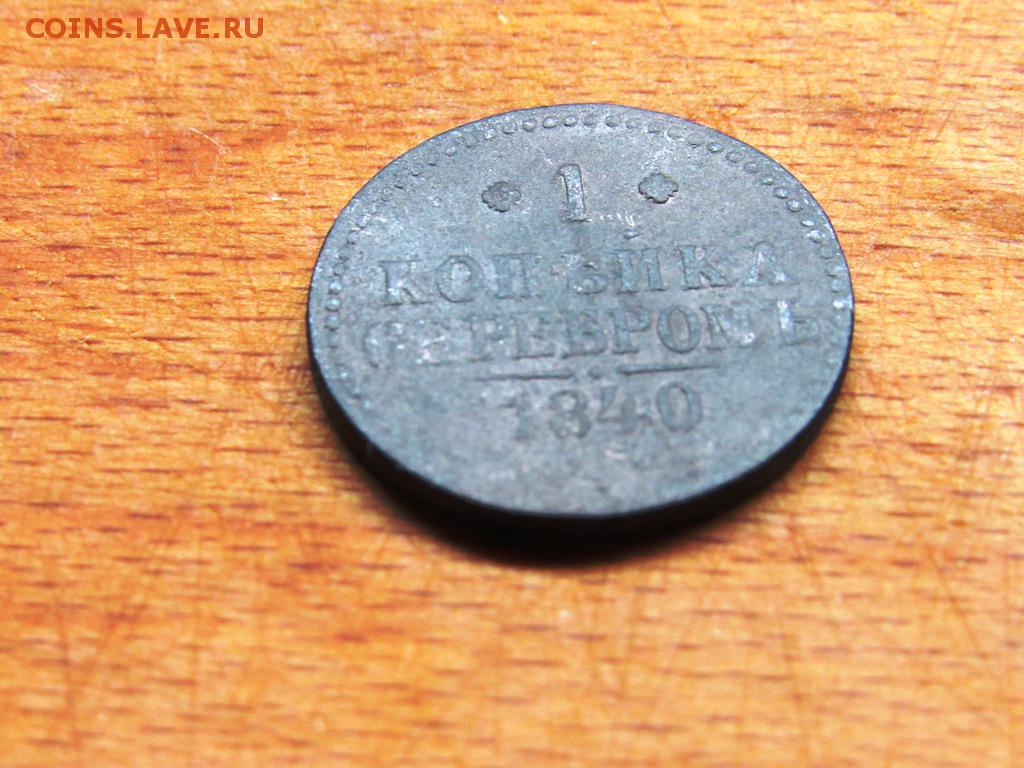 COINS.LAVE.RU
1
КОПѢЙКА
СЕРЕБРОМЪ
1840